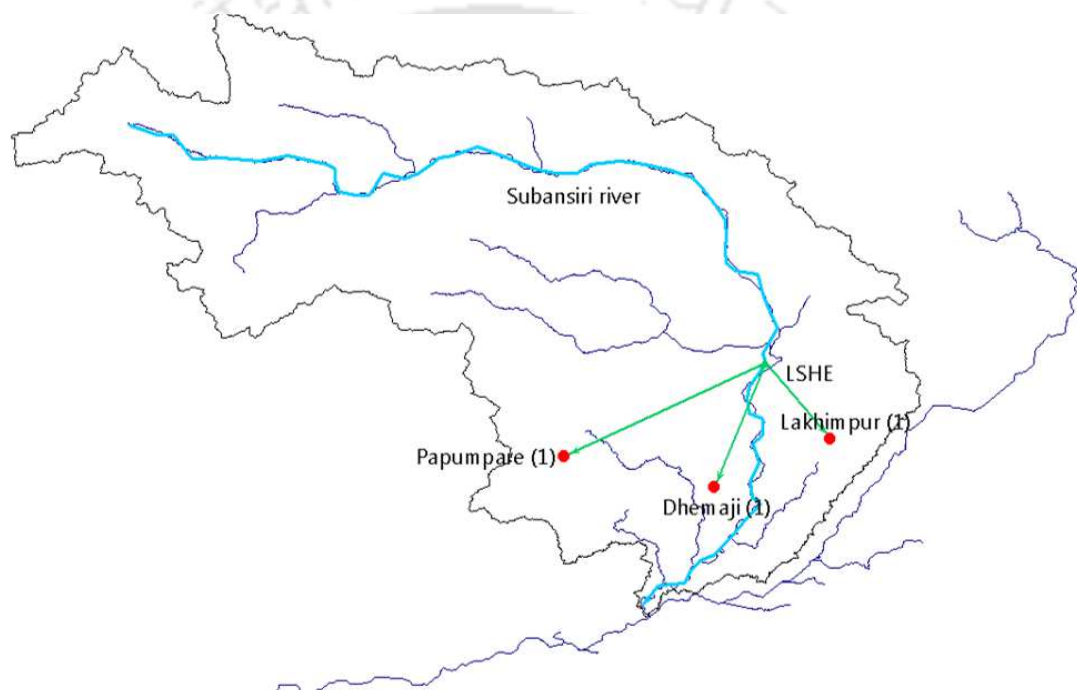 Subansiri river
LSHE
Lakhimpur (1)
Papumpare (1)
Dhemaji (1)